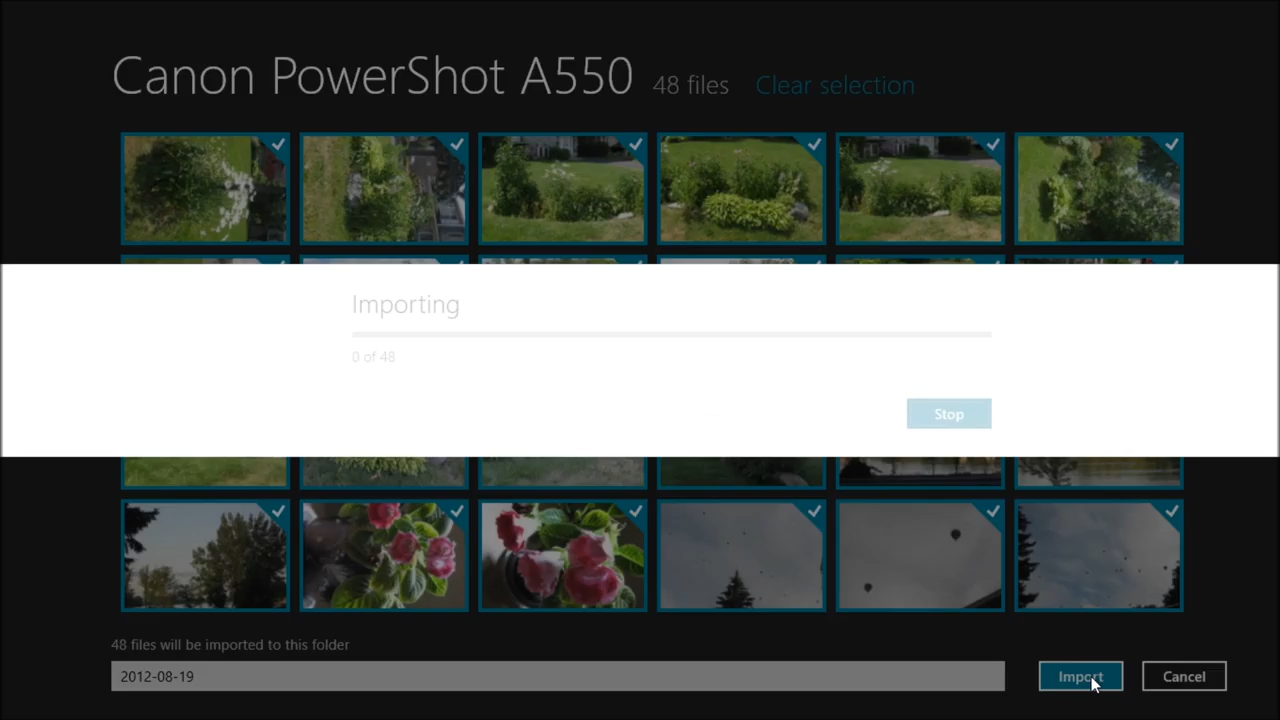 Canon PowerShot A550 48 files Clear selection
Importing
0 of 48
Stop
48 files will be imported to this folder
2012-08-19
Import Cancel